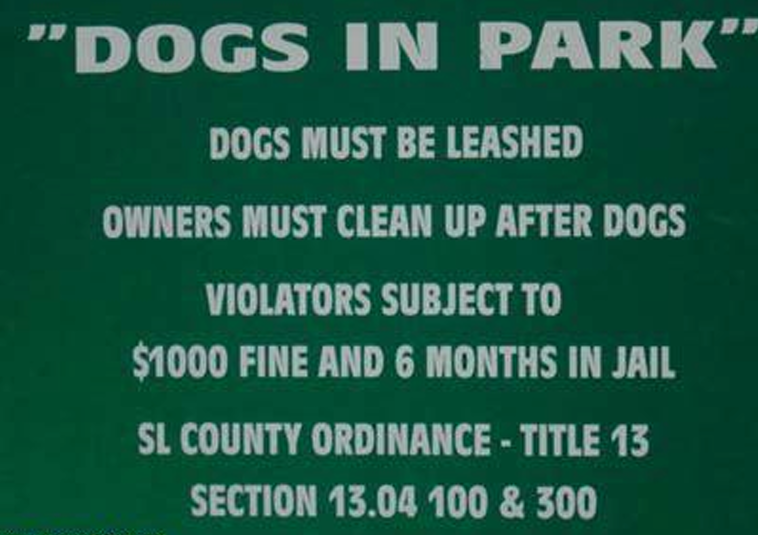 "DOGS IN PARK"
DOGS MUST BE LEASHED
OWNERS MUST CLEAN UP AFTER DOGS
VIOLATORS SUBJECT TO
$1000 FINE AND 6 MONTHS IN JAIL
SL COUNTY ORDINANCE - TITLE 13
SECTION 13.04 100 & 300